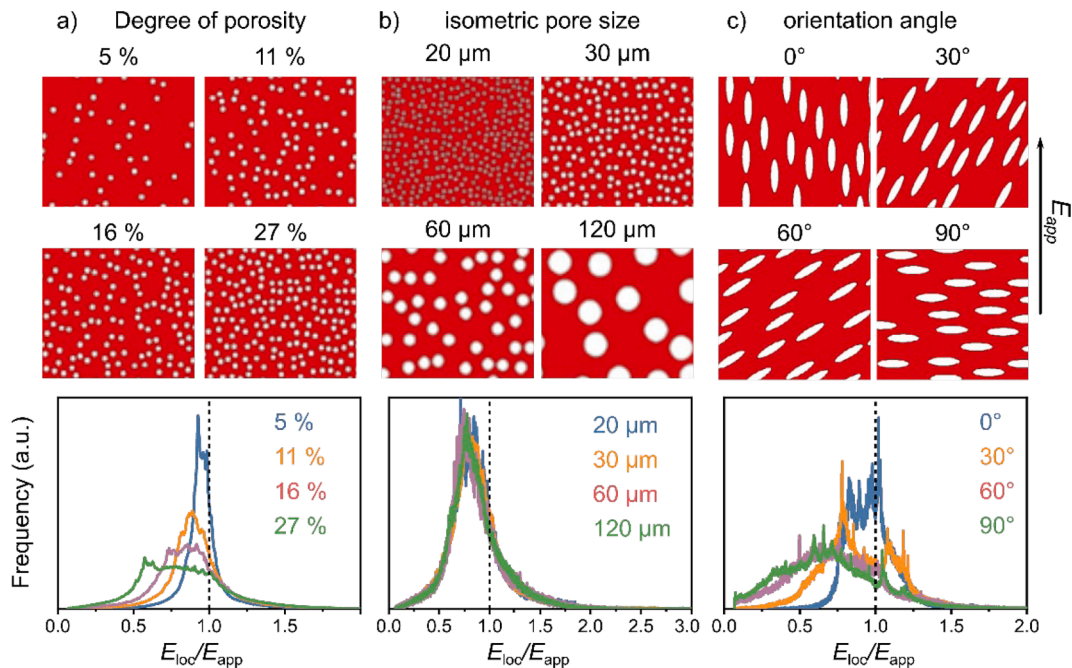 a) Degree of porosity
5 % 11 %
16 % 27 %
5 %
11 %
16 %
27 %
Frequency (a.u.)
0.0 0.5 1.0 1.5
E_loc/E_app
b) isometric pore size
20 µm 30 µm
60 µm 120 µm
20 µm
30 µm
60 µm
120 µm
0.0 0.5 1.0 1.5 2.0 2.5 3.0
E_loc/E_app
c) orientation angle
0° 30°
60° 90°
E_app
0°
30°
60°
90°
0.0 0.5 1.0 1.5 2.0
E_loc/E_app